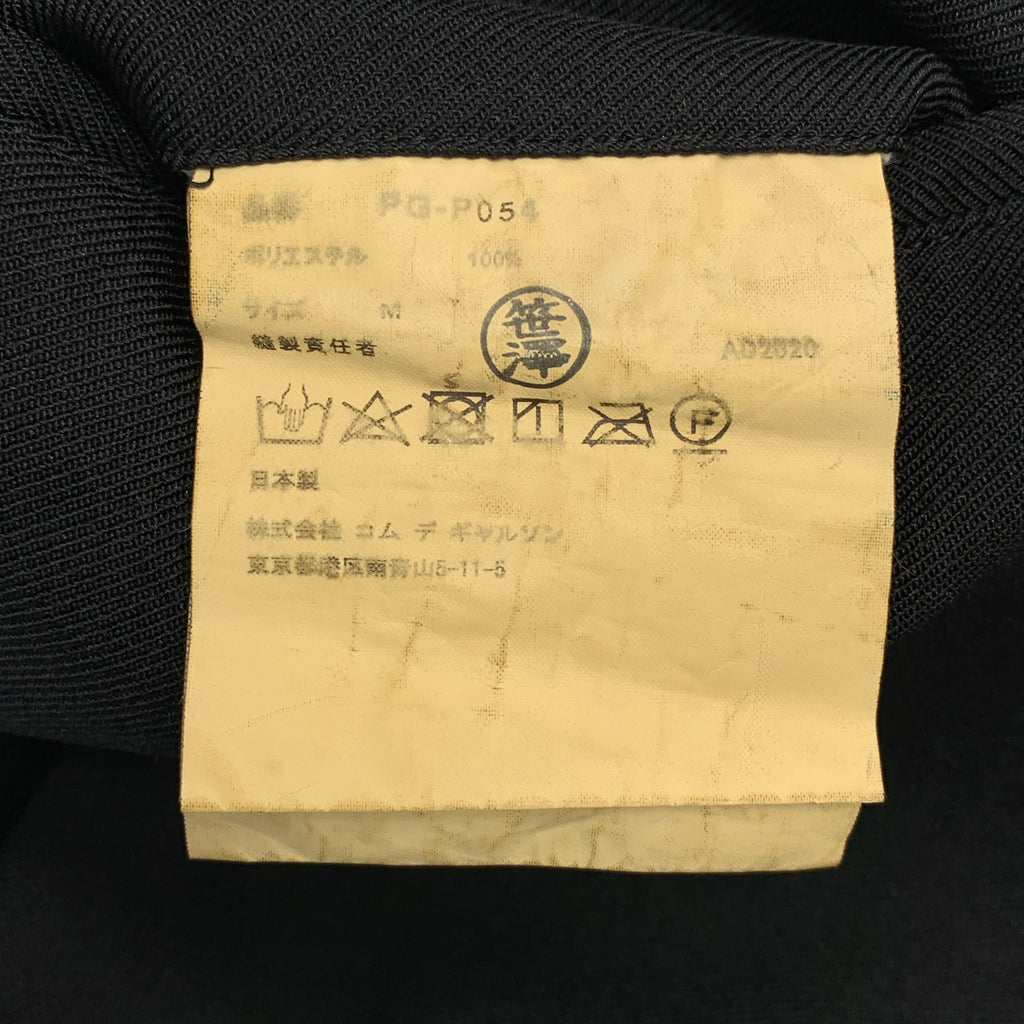 品番 PG-P054
ポリエステル 100%
サイズ M
縫製責任者 笹澤 AD2020
日本製
株式会社 コム デ ギャルソン
東京都港区南青山5-11-5